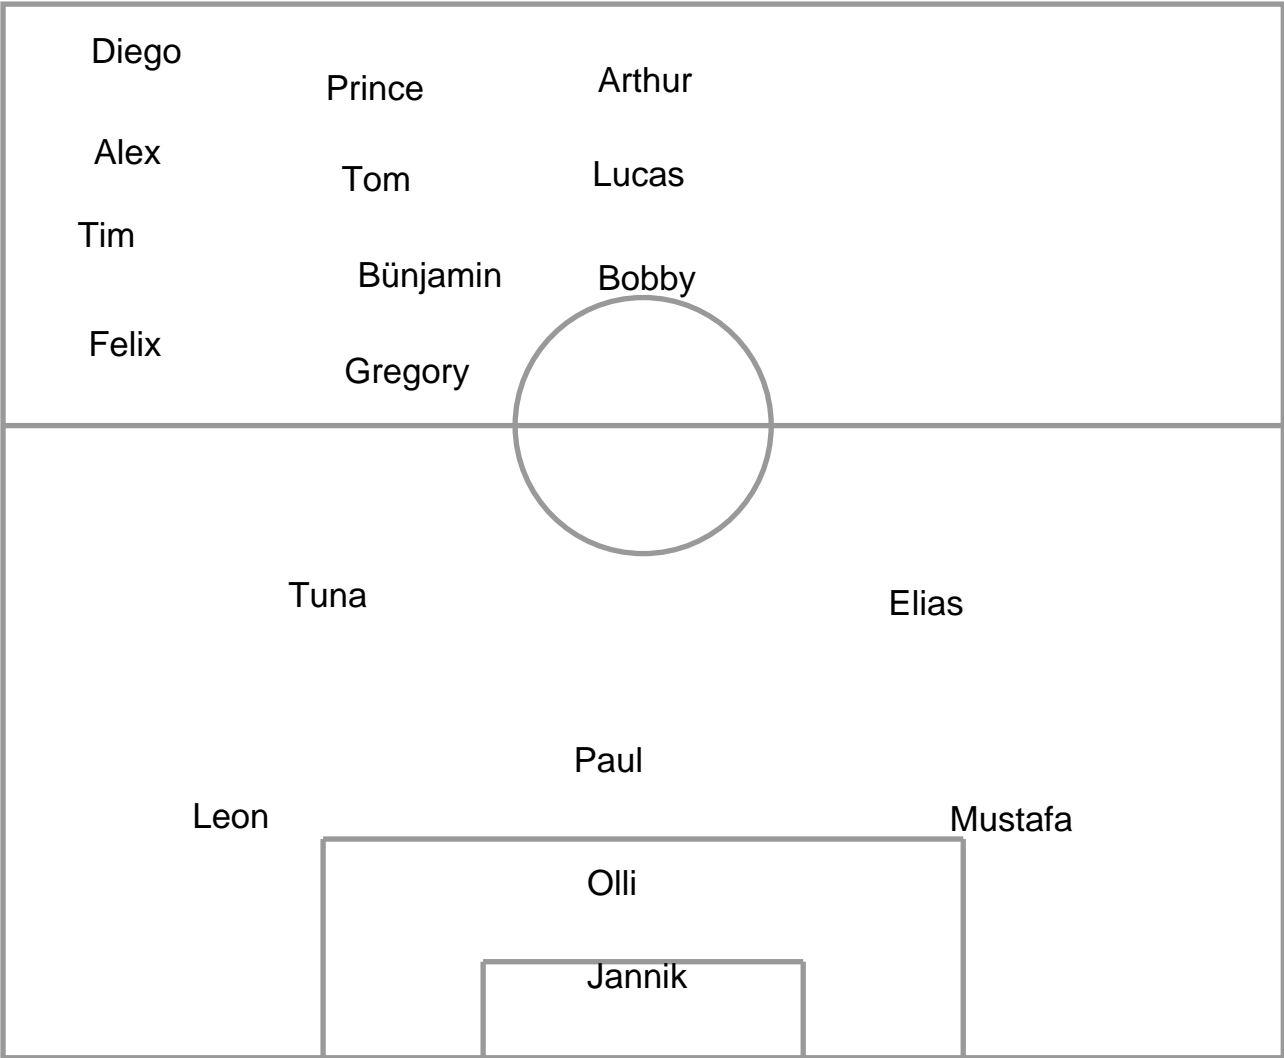 Diego
Prince
Arthur
Alex
Tom
Lucas
Tim
Bünjamin
Bobby
Felix
Gregory
Tuna
Elias
Paul
Leon
Mustafa
Olli
Jannik